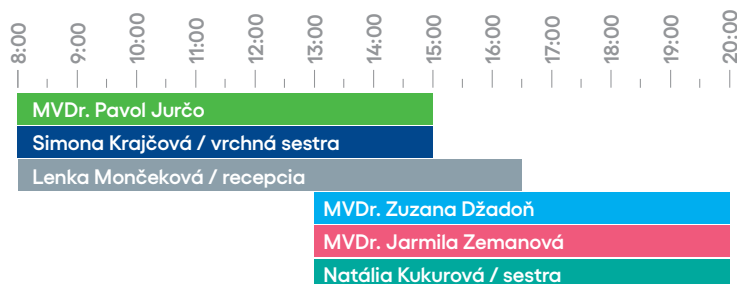 8:00
9:00
10:00
11:00
12:00
13:00
14:00
15:00
16:00
17:00
18:00
19:00
20:00
MVDr. Pavol Jurčo
Simona Krajčová / vrchná sestra
Lenka Mončeková / recepcia
MVDr. Zuzana Džadoň
MVDr. Jarmila Zemanová
Natália Kukurová / sestra